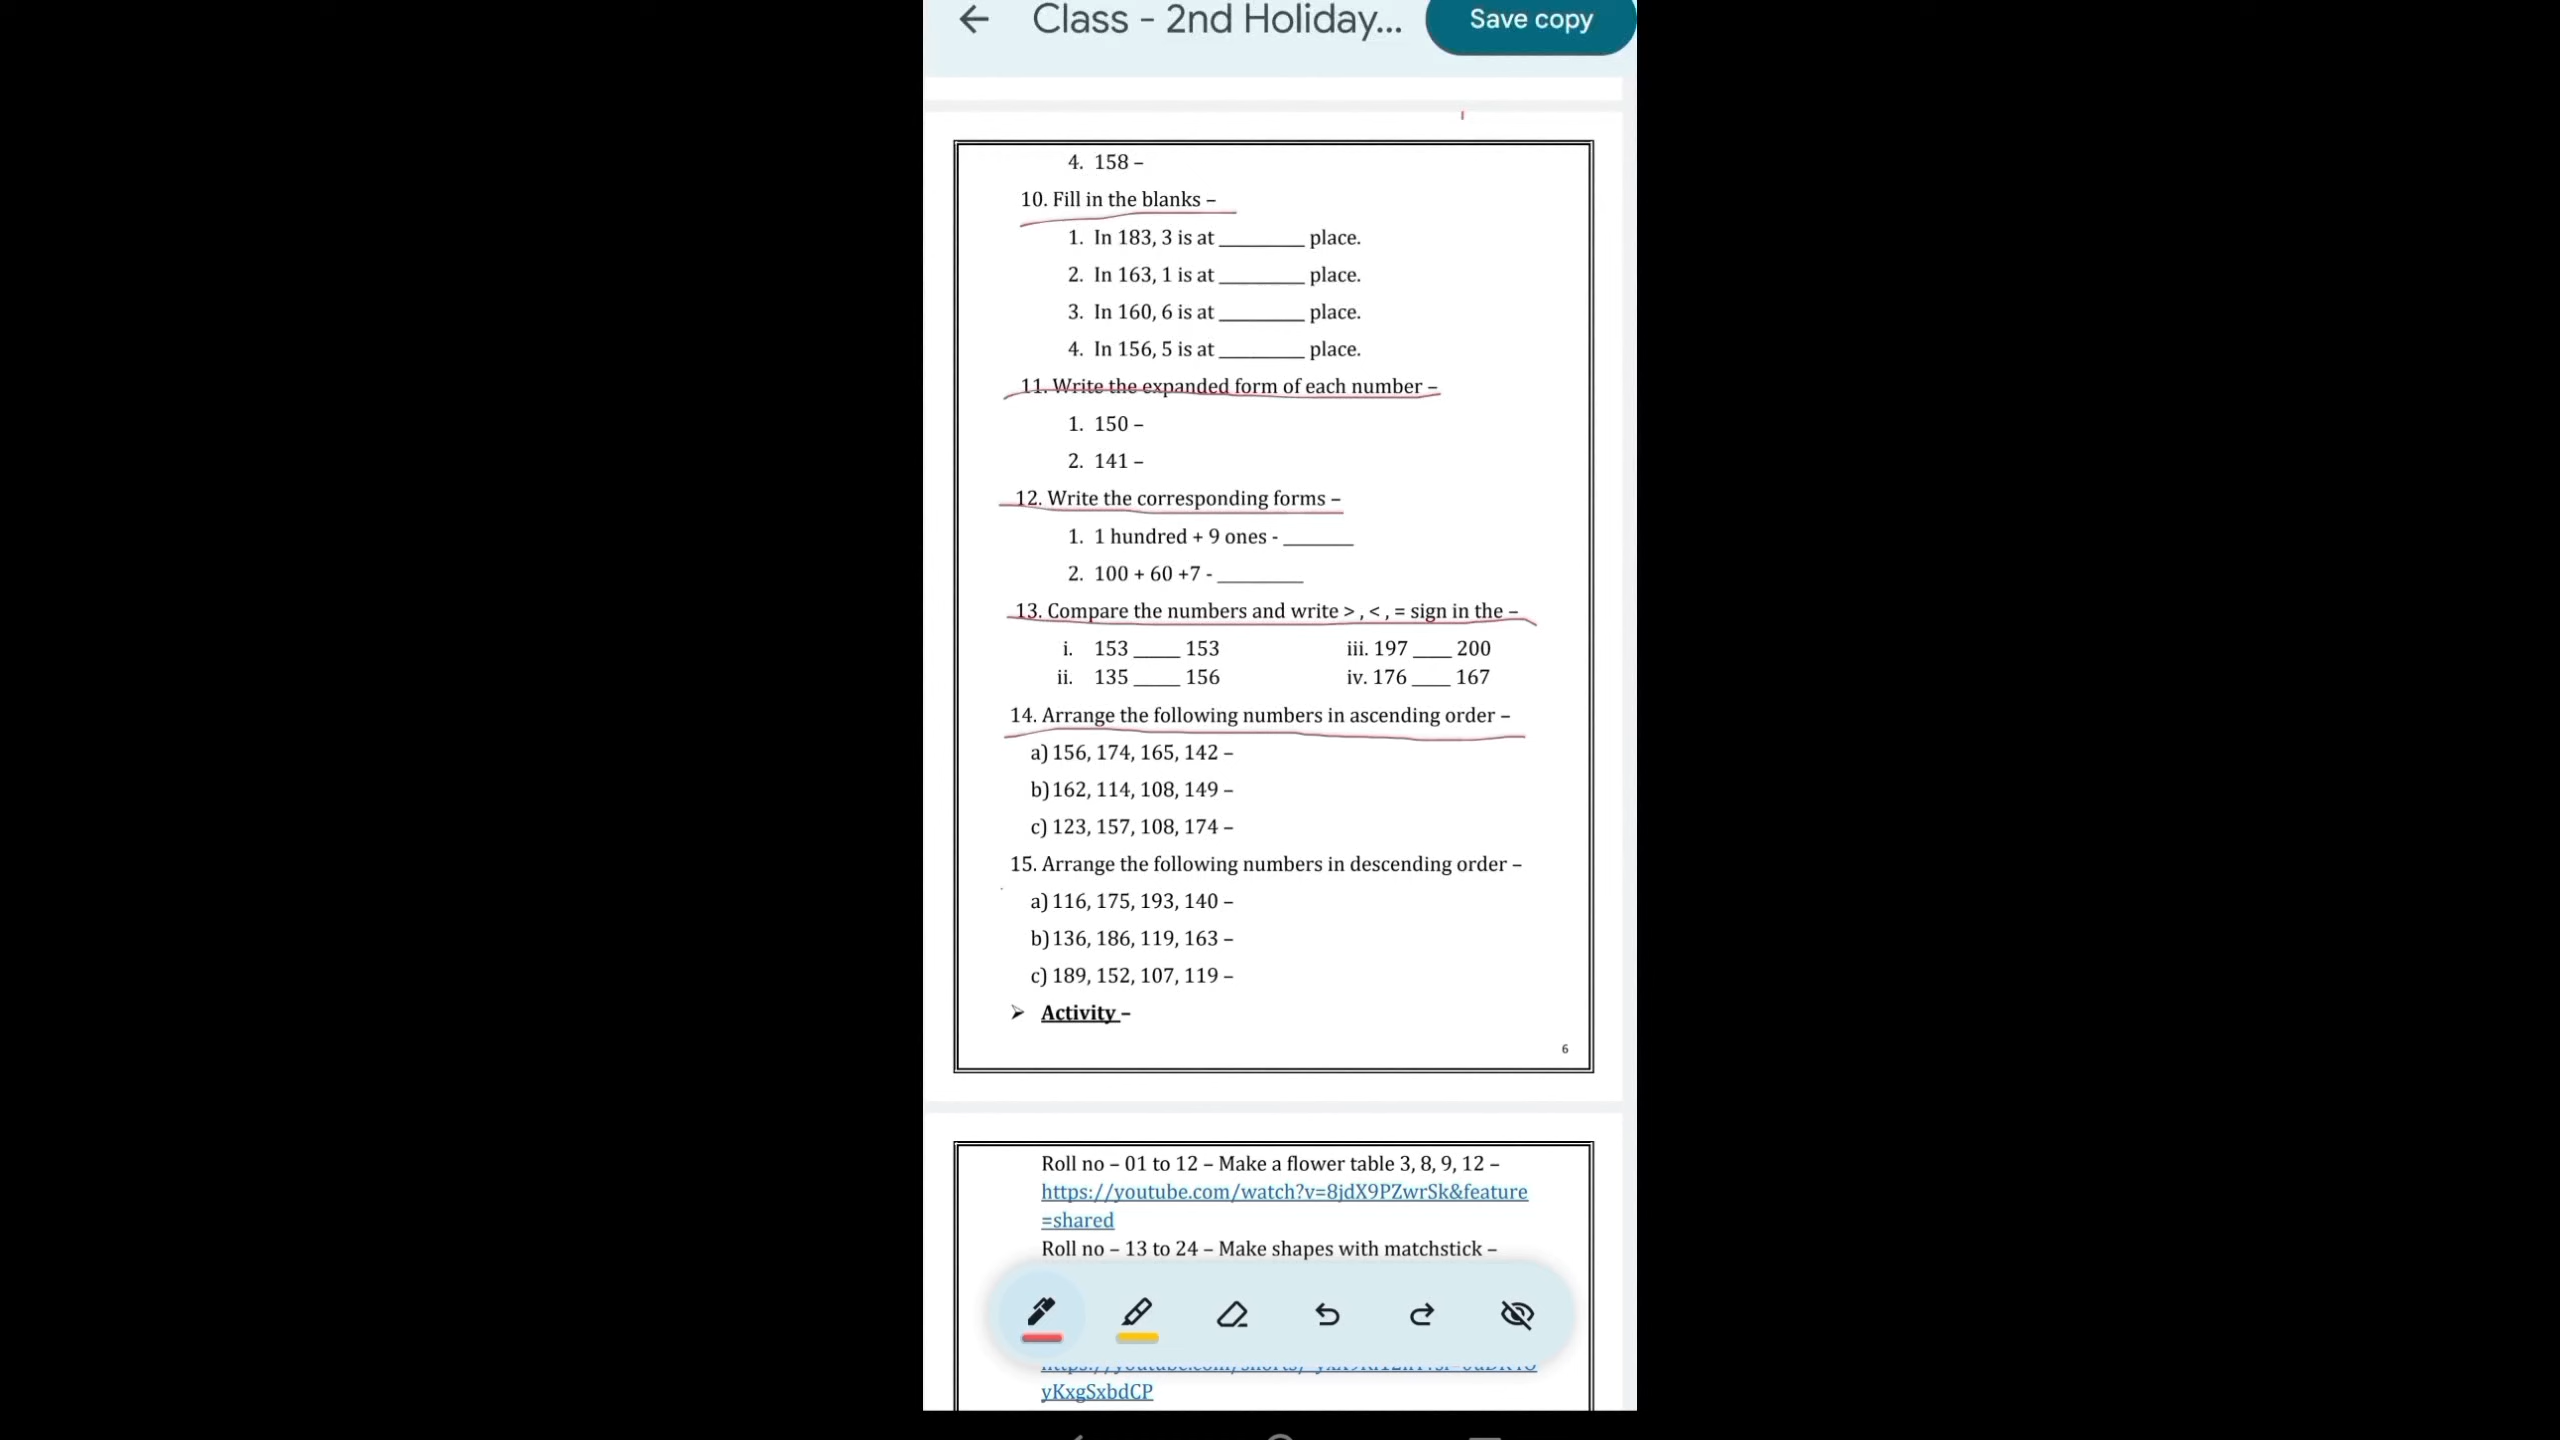 Class - 2nd Holiday...
Save copy
4. 158 –
10. Fill in the blanks –
1. In 183, 3 is at ________ place.
2. In 163, 1 is at ________ place.
3. In 160, 6 is at ________ place.
4. In 156, 5 is at ________ place.
11. Write the expanded form of each number –
1. 150 –
2. 141 –
12. Write the corresponding forms –
1. 1 hundred + 9 ones - _______
2. 100 + 60 +7 - ________
13. Compare the numbers and write > , < , = sign in the –
i. 153 _____ 153 iii. 197 ____ 200
ii. 135 _____ 156 iv. 176 ____ 167
14. Arrange the following numbers in ascending order –
a) 156, 174, 165, 142 –
b) 162, 114, 108, 149 –
c) 123, 157, 108, 174 –
15. Arrange the following numbers in descending order –
a) 116, 175, 193, 140 –
b) 136, 186, 119, 163 –
c) 189, 152, 107, 119 –
➢ Activity –
6
Roll no – 01 to 12 – Make a flower table 3, 8, 9, 12 –
https://youtube.com/watch?v=8jdX9PZwrSk&feature
=shared
Roll no – 13 to 24 – Make shapes with matchstick –
yKxgSxbdCP